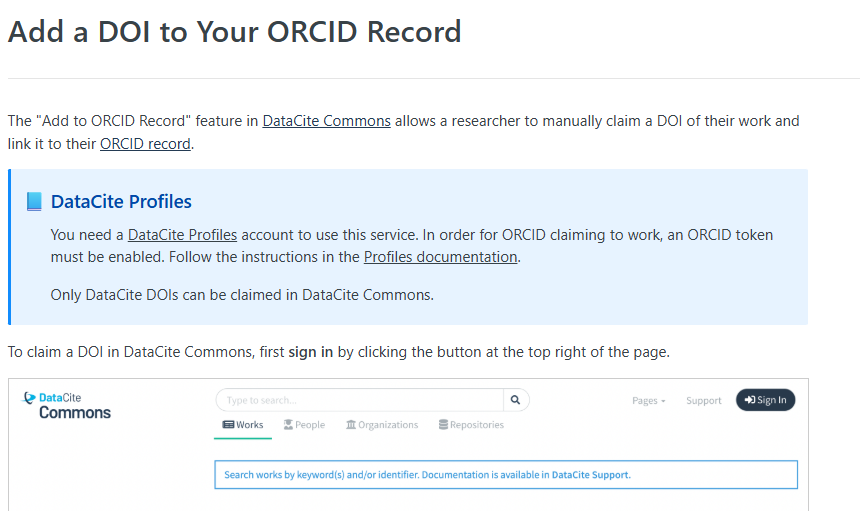 Add a DOI to Your ORCID Record
The "Add to ORCID Record" feature in DataCite Commons allows a researcher to manually claim a DOI of their work and
link it to their ORCID record.
DataCite Profiles
You need a DataCite Profiles account to use this service. In order for ORCID claiming to work, an ORCID token
must be enabled. Follow the instructions in the Profiles documentation.
Only DataCite DOIs can be claimed in DataCite Commons.
To claim a DOI in DataCite Commons, first sign in by clicking the button at the top right of the page.
DataCite
Commons
Type to search...
Pages
Support
Sign In
Works
People
Organizations
Repositories
Search works by keyword(s) and/or identifier. Documentation is available in DataCite Support.